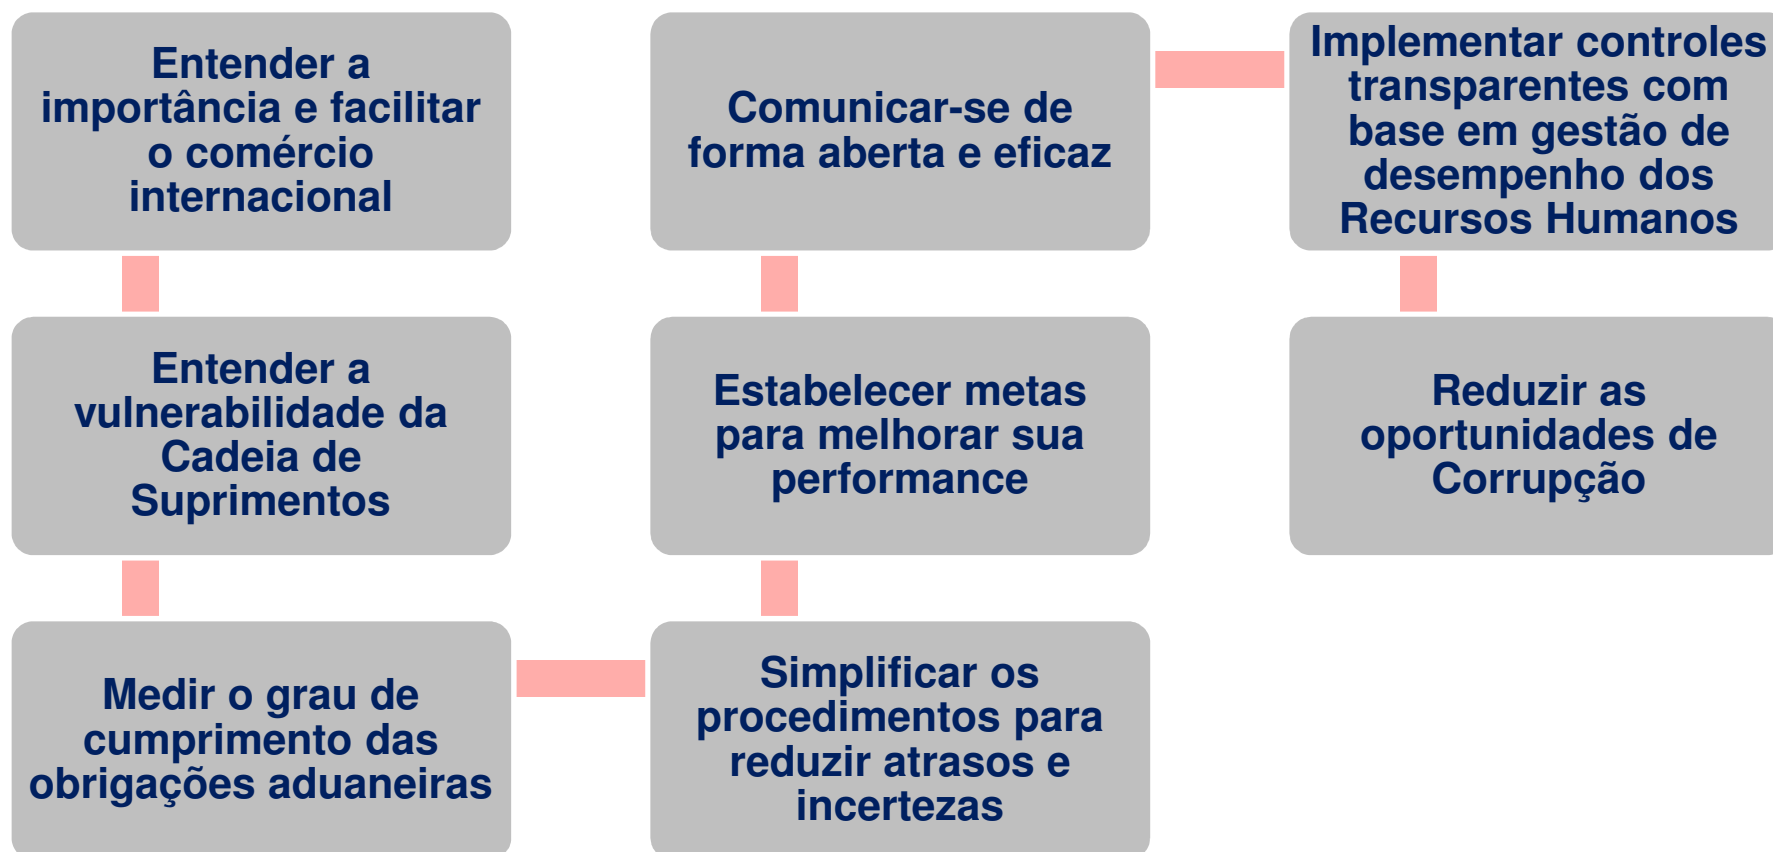 Entender a
importância e facilitar
o comércio
internacional
Entender a
vulnerabilidade da
Cadeia de
Suprimentos
Medir o grau de
cumprimento das
obrigações aduaneiras
Simplificar os
procedimentos para
reduzir atrasos e
incertezas
Estabelecer metas
para melhorar sua
performance
Comunicar-se de
forma aberta e eficaz
Implementar controles
transparentes com
base em gestão de
desempenho dos
Recursos Humanos
Reduzir as
oportunidades de
Corrupção